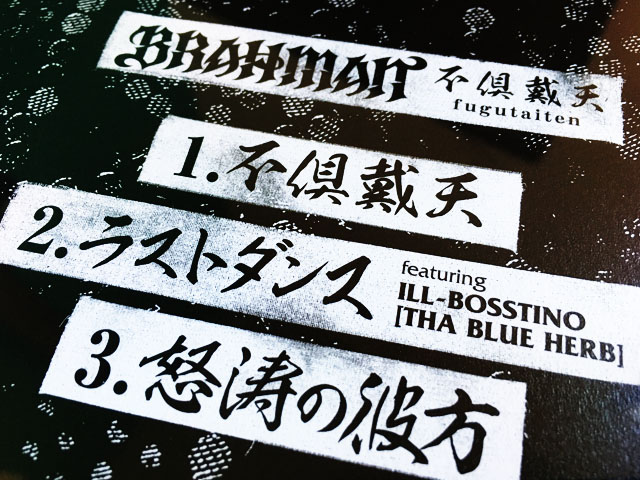 BRAHMAN 不倶戴天
fugutaiten
1. 不倶戴天
2. ラストダンス featuring
ILL-BOSSTINO
[THA BLUE HERB]
3. 怒涛の彼方